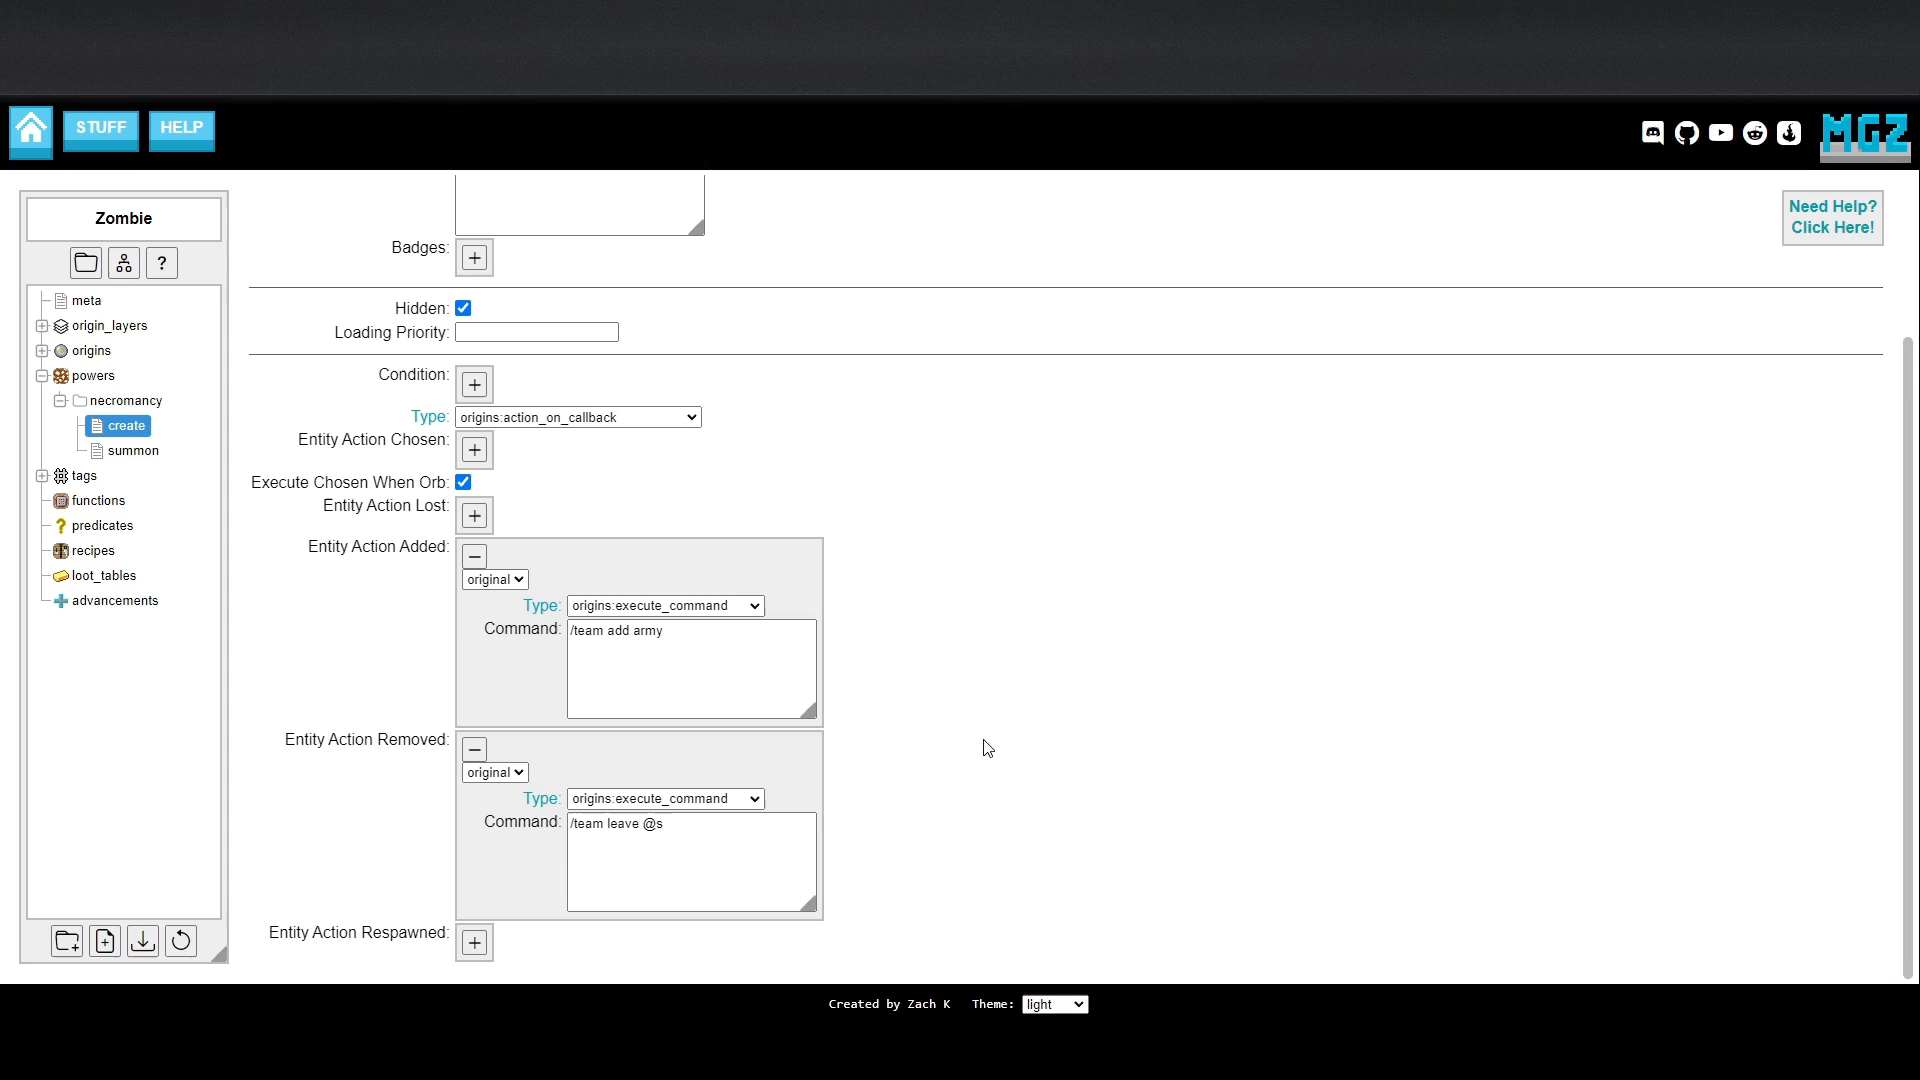 STUFF
HELP
MGZ
Zombie
?
Need Help?
Click Here!
meta
origin_layers
origins
powers
necromancy
create
summon
tags
functions
predicates
recipes
loot_tables
advancements
Badges:
Hidden:
Loading Priority:
Condition:
Type: origins:action_on_callback
Entity Action Chosen:
Execute Chosen When Orb:
Entity Action Lost:
Entity Action Added:
original
Type: origins:execute_command
Command: /team add army
Entity Action Removed:
original
Type: origins:execute_command
Command: /team leave @s
Entity Action Respawned:
Created by Zach K Theme: light